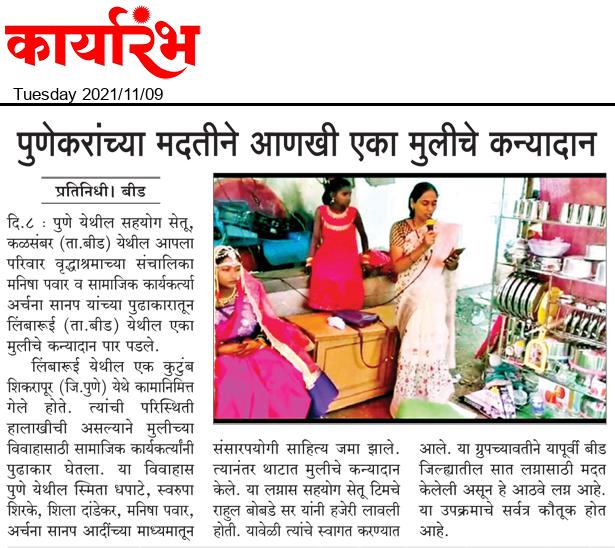 कार्यारंभ
Tuesday 2021/11/09
पुणेकरांच्या मदतीने आणखी एका मुलीचे कन्यादान
प्रतिनिधी। बीड
दि.८ : पुणे येथील सहयोग सेतू,
कळसंबर (ता.बीड) येथील आपला
परिवार वृद्धाश्रमाच्या संचालिका
मनिषा पवार व सामाजिक कार्यकर्त्या
अर्चना सानप यांच्या पुढाकारातून
लिंबारूई (ता.बीड) येथील एका
मुलीचे कन्यादान पार पडले.
लिंबारूई येथील एक कुटुंब
शिकरापूर (जि.पुणे) येथे कामानिमित्त
गेले होते. त्यांची परिस्थिती
हालाखीची असल्याने मुलीच्या
विवाहासाठी सामाजिक कार्यकर्त्यांनी
पुढाकार घेतला. या विवाहास
पुणे येथील स्मिता धपाटे, स्वरुपा
शिरके, शिला दांडेकर, मनिषा पवार,
अर्चना सानप आदींच्या माध्यमातून
संसारपयोगी साहित्य जमा झाले.
त्यानंतर थाटात मुलीचे कन्यादान
केले. या लग्नास सहयोग सेतू टिमचे
राहुल बोबडे सर यांनी हजेरी लावली
होती. यावेळी त्यांचे स्वागत करण्यात
आले. या ग्रुपच्यावतीने यापूर्वी बीड
जिल्ह्यातील सात लग्नासाठी मदत
केलेली असून हे आठवे लग्न आहे.
या उपक्रमाचे सर्वत्र कौतुक होत
आहे.